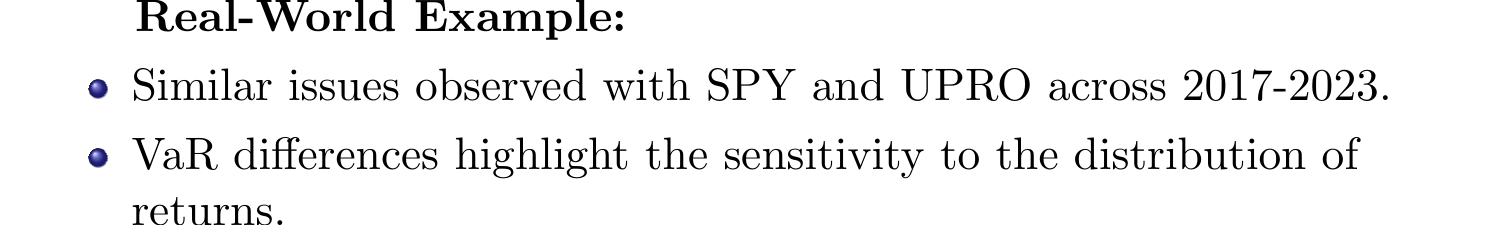 Real-World Example:
Similar issues observed with SPY and UPRO across 2017-2023.
VaR differences highlight the sensitivity to the distribution of
returns.